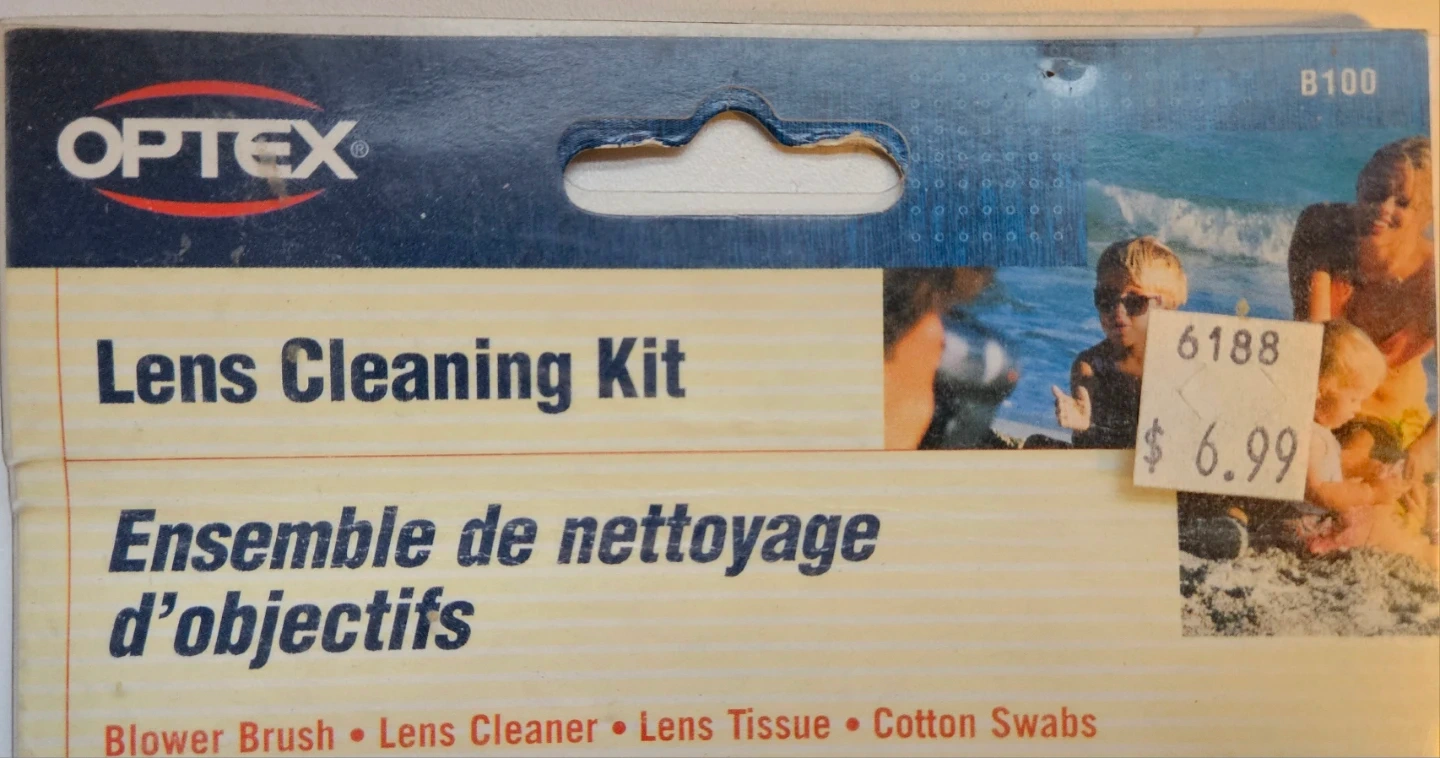 OPTEX®
B100
Lens Cleaning Kit
6188
$ 6.99
Ensemble de nettoyage
d'objectifs
Blower Brush • Lens Cleaner • Lens Tissue • Cotton Swabs